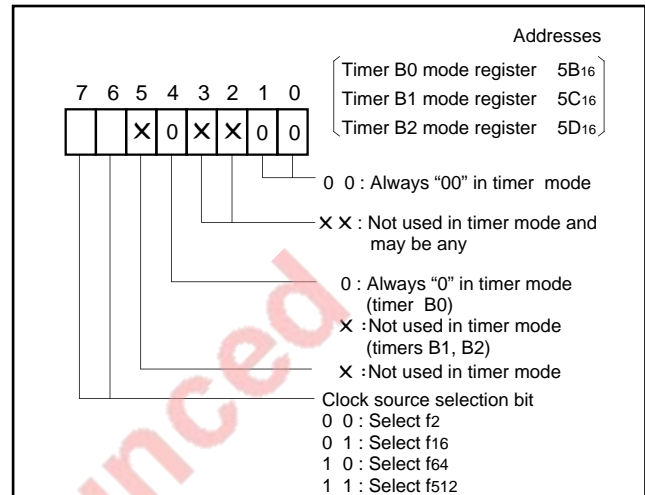 Addresses
Timer B0 mode register 5B16
Timer B1 mode register 5C16
Timer B2 mode register 5D16
7 6 5 4 3 2 1 0
× 0 × × 0 0
0 0 : Always “00” in timer mode
× × : Not used in timer mode and
may be any
0 : Always “0” in timer mode
(timer B0)
× : Not used in timer mode
(timers B1, B2)
× : Not used in timer mode
Clock source selection bit
0 0 : Select f2
0 1 : Select f16
1 0 : Select f64
1 1 : Select f512
unced